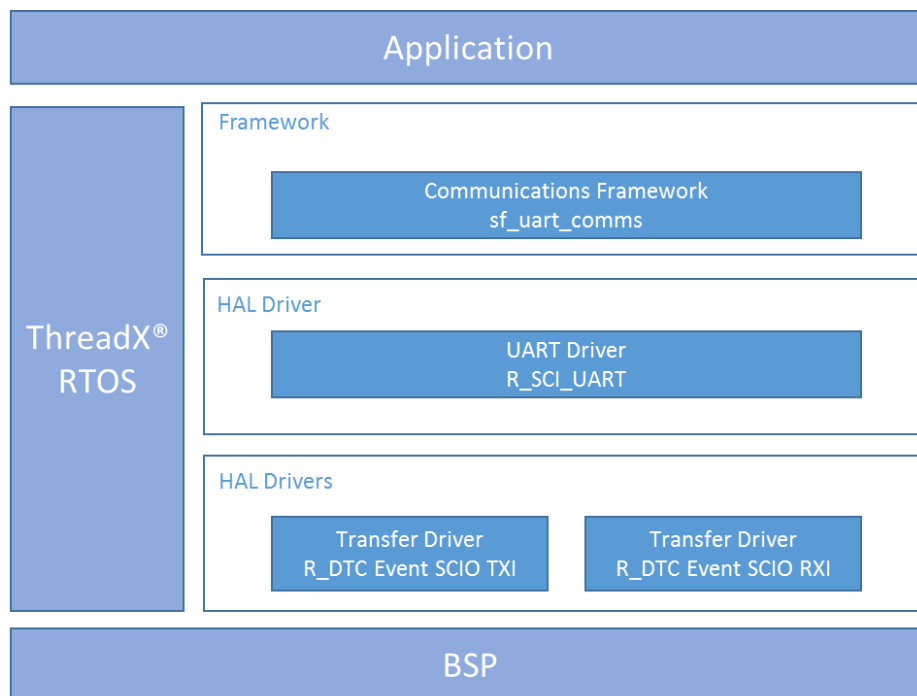 Application
Framework
Communications Framework
sf_uart_comms
ThreadX®
RTOS
HAL Driver
UART Driver
R_SCI_UART
HAL Drivers
Transfer Driver
R_DTC Event SCIO TXI
Transfer Driver
R_DTC Event SCIO RXI
BSP